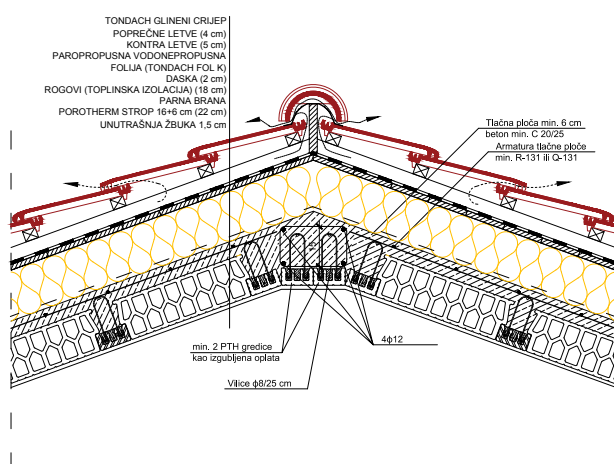 TONDACH GLINENI CRIJEP
POPREČNE LETVE (4 cm)
KONTRA LETVE (5 cm)
PAROPROPUSNA VODONEPROPUSNA
FOLIJA (TONDACH FOL K)
DASKA (2 cm)
ROGOVI (TOPLINSKA IZOLACIJA) (18 cm)
PARNA BRANA
POROTHERM STROP 16+6 cm (22 cm)
UNUTRAŠNJA ŽBUKA 1,5 cm
Tlačna ploča min. 6 cm
beton min. C 20/25
Armatura tlačne ploče
min. R-131 ili Q-131
min. 2 PTH gredice
kao izgubljena oplata
4ϕ12
Vilice ϕ8/25 cm